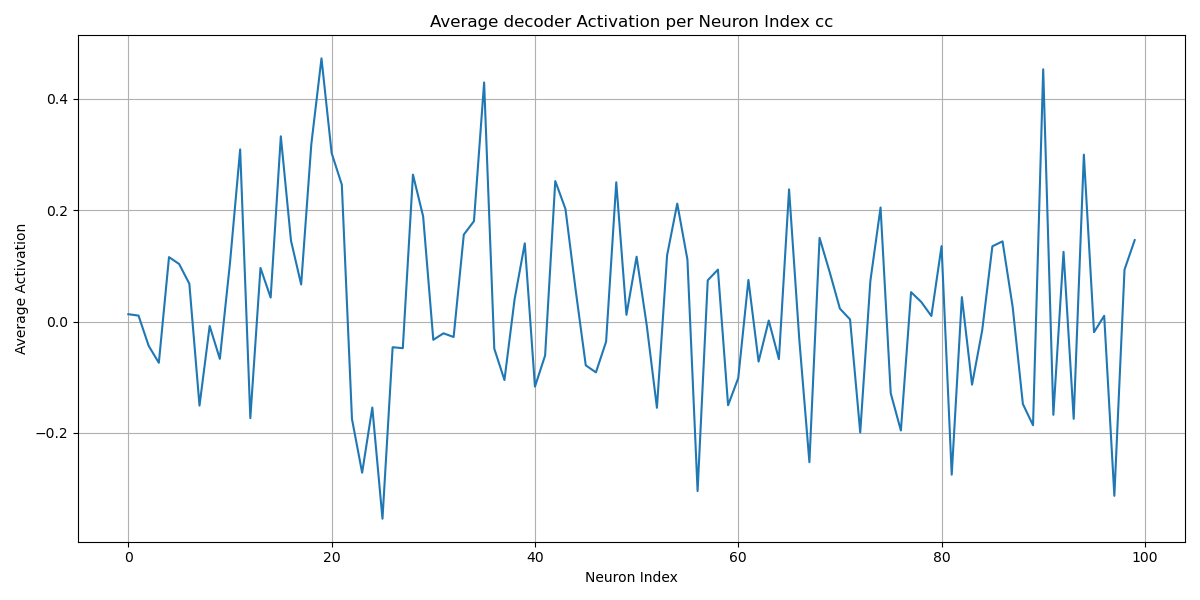 Average decoder Activation per Neuron Index cc
Average Activation
0.4
0.2
0.0
−0.2
0 20 40 60 80 100
Neuron Index